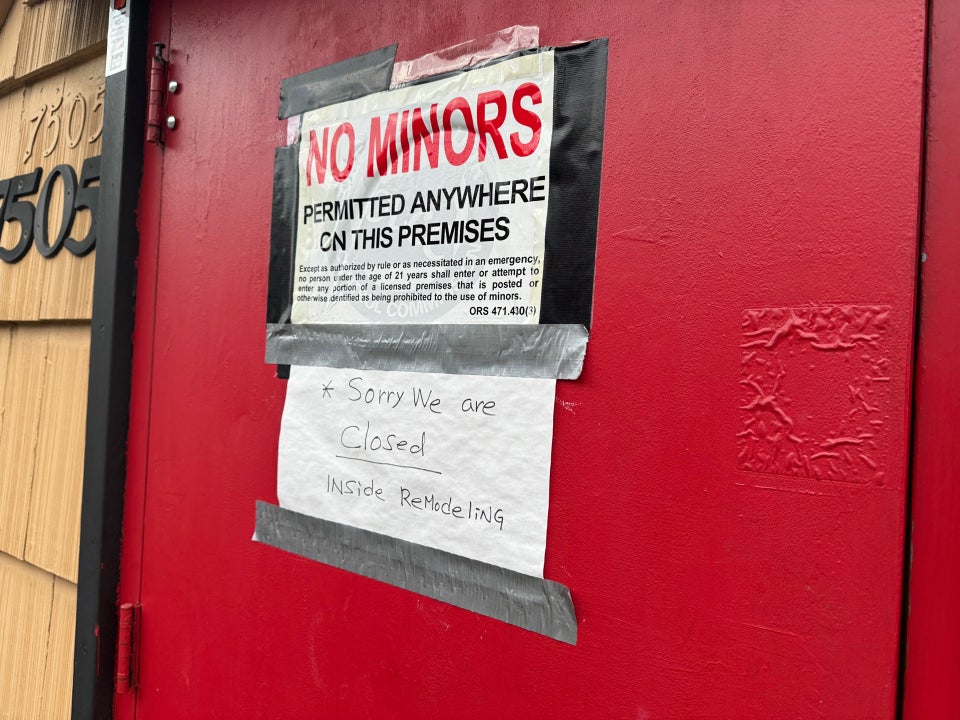 7505
7505
NO MINORS
PERMITTED ANYWHERE
ON THIS PREMISES
Except as authorized by rule or as necessitated in an emergency,
no person under the age of 21 years shall enter or attempt to
enter any portion of a licensed premises that is posted or
otherwise identified as being prohibited to the use of minors.
ORS 471.430(3)
* Sorry We are
Closed
INSide ReModeLiNG